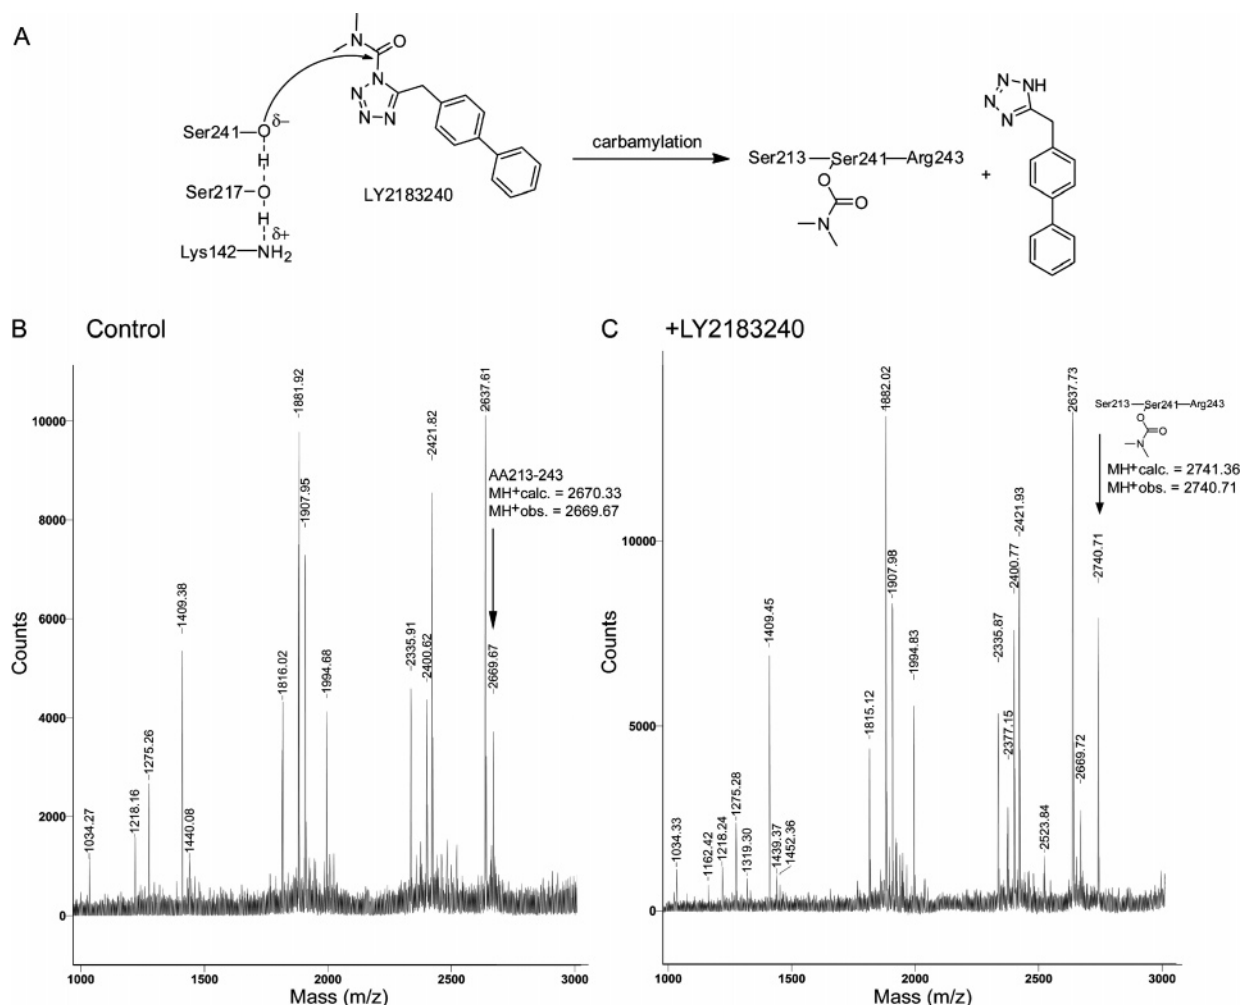 A
N
O
N
N
N
N
Ser241
O
δ−
H
Ser217
O
H
δ+
Lys142
NH2
LY2183240
carbamylation
Ser213
Ser241
Arg243
O
O
N
+
N
NH
N
N
B
Control
Counts
10000
8000
6000
4000
2000
0
1034.27
1218.16
1275.26
1409.38
1440.08
1816.02
1881.92
1907.95
1994.68
2335.91
2400.62
2421.82
2637.61
2669.67
AA213-243
MH+calc. = 2670.33
MH+obs. = 2669.67
1000
1500
2000
2500
3000
Mass (m/z)
C
+LY2183240
Counts
10000
5000
0
1034.33
1162.42
1218.24
1275.28
1319.30
1409.45
1439.37
1452.36
1815.12
1882.02
1907.98
1994.83
2335.87
2377.15
2400.77
2421.93
2523.84
2637.73
2669.72
2740.71
Ser213
Ser241
Arg243
O
O
N
MH+calc. = 2741.36
MH+obs. = 2740.71
1000
1500
2000
2500
3000
Mass (m/z)